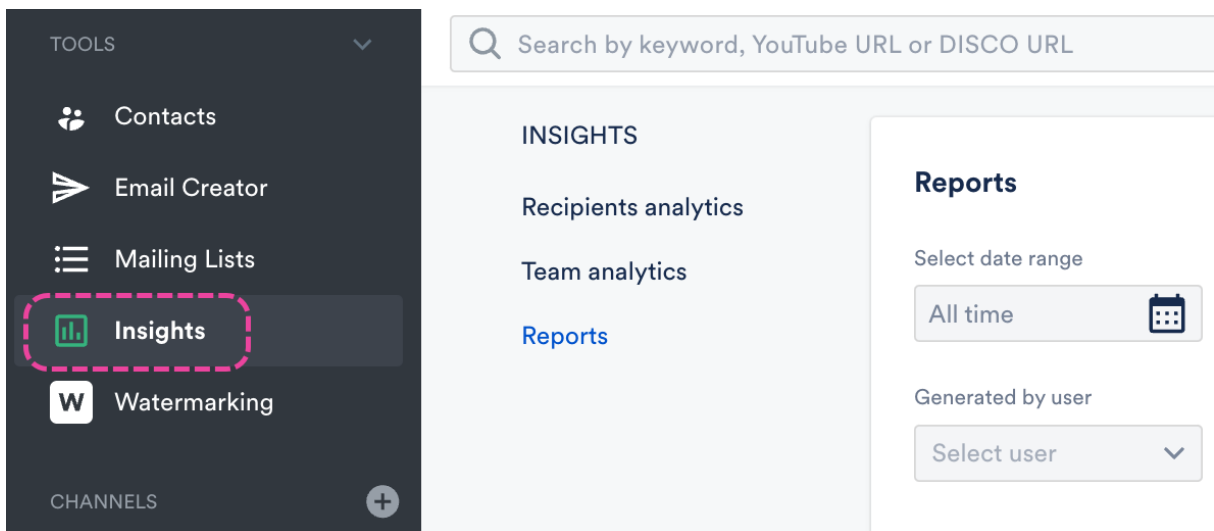 TOOLS
Contacts
Email Creator
Mailing Lists
Insights
W Watermarking
CHANNELS
Search by keyword, YouTube URL or DISCO URL
INSIGHTS
Recipients analytics
Team analytics
Reports
Reports
Select date range
All time
Generated by user
Select user